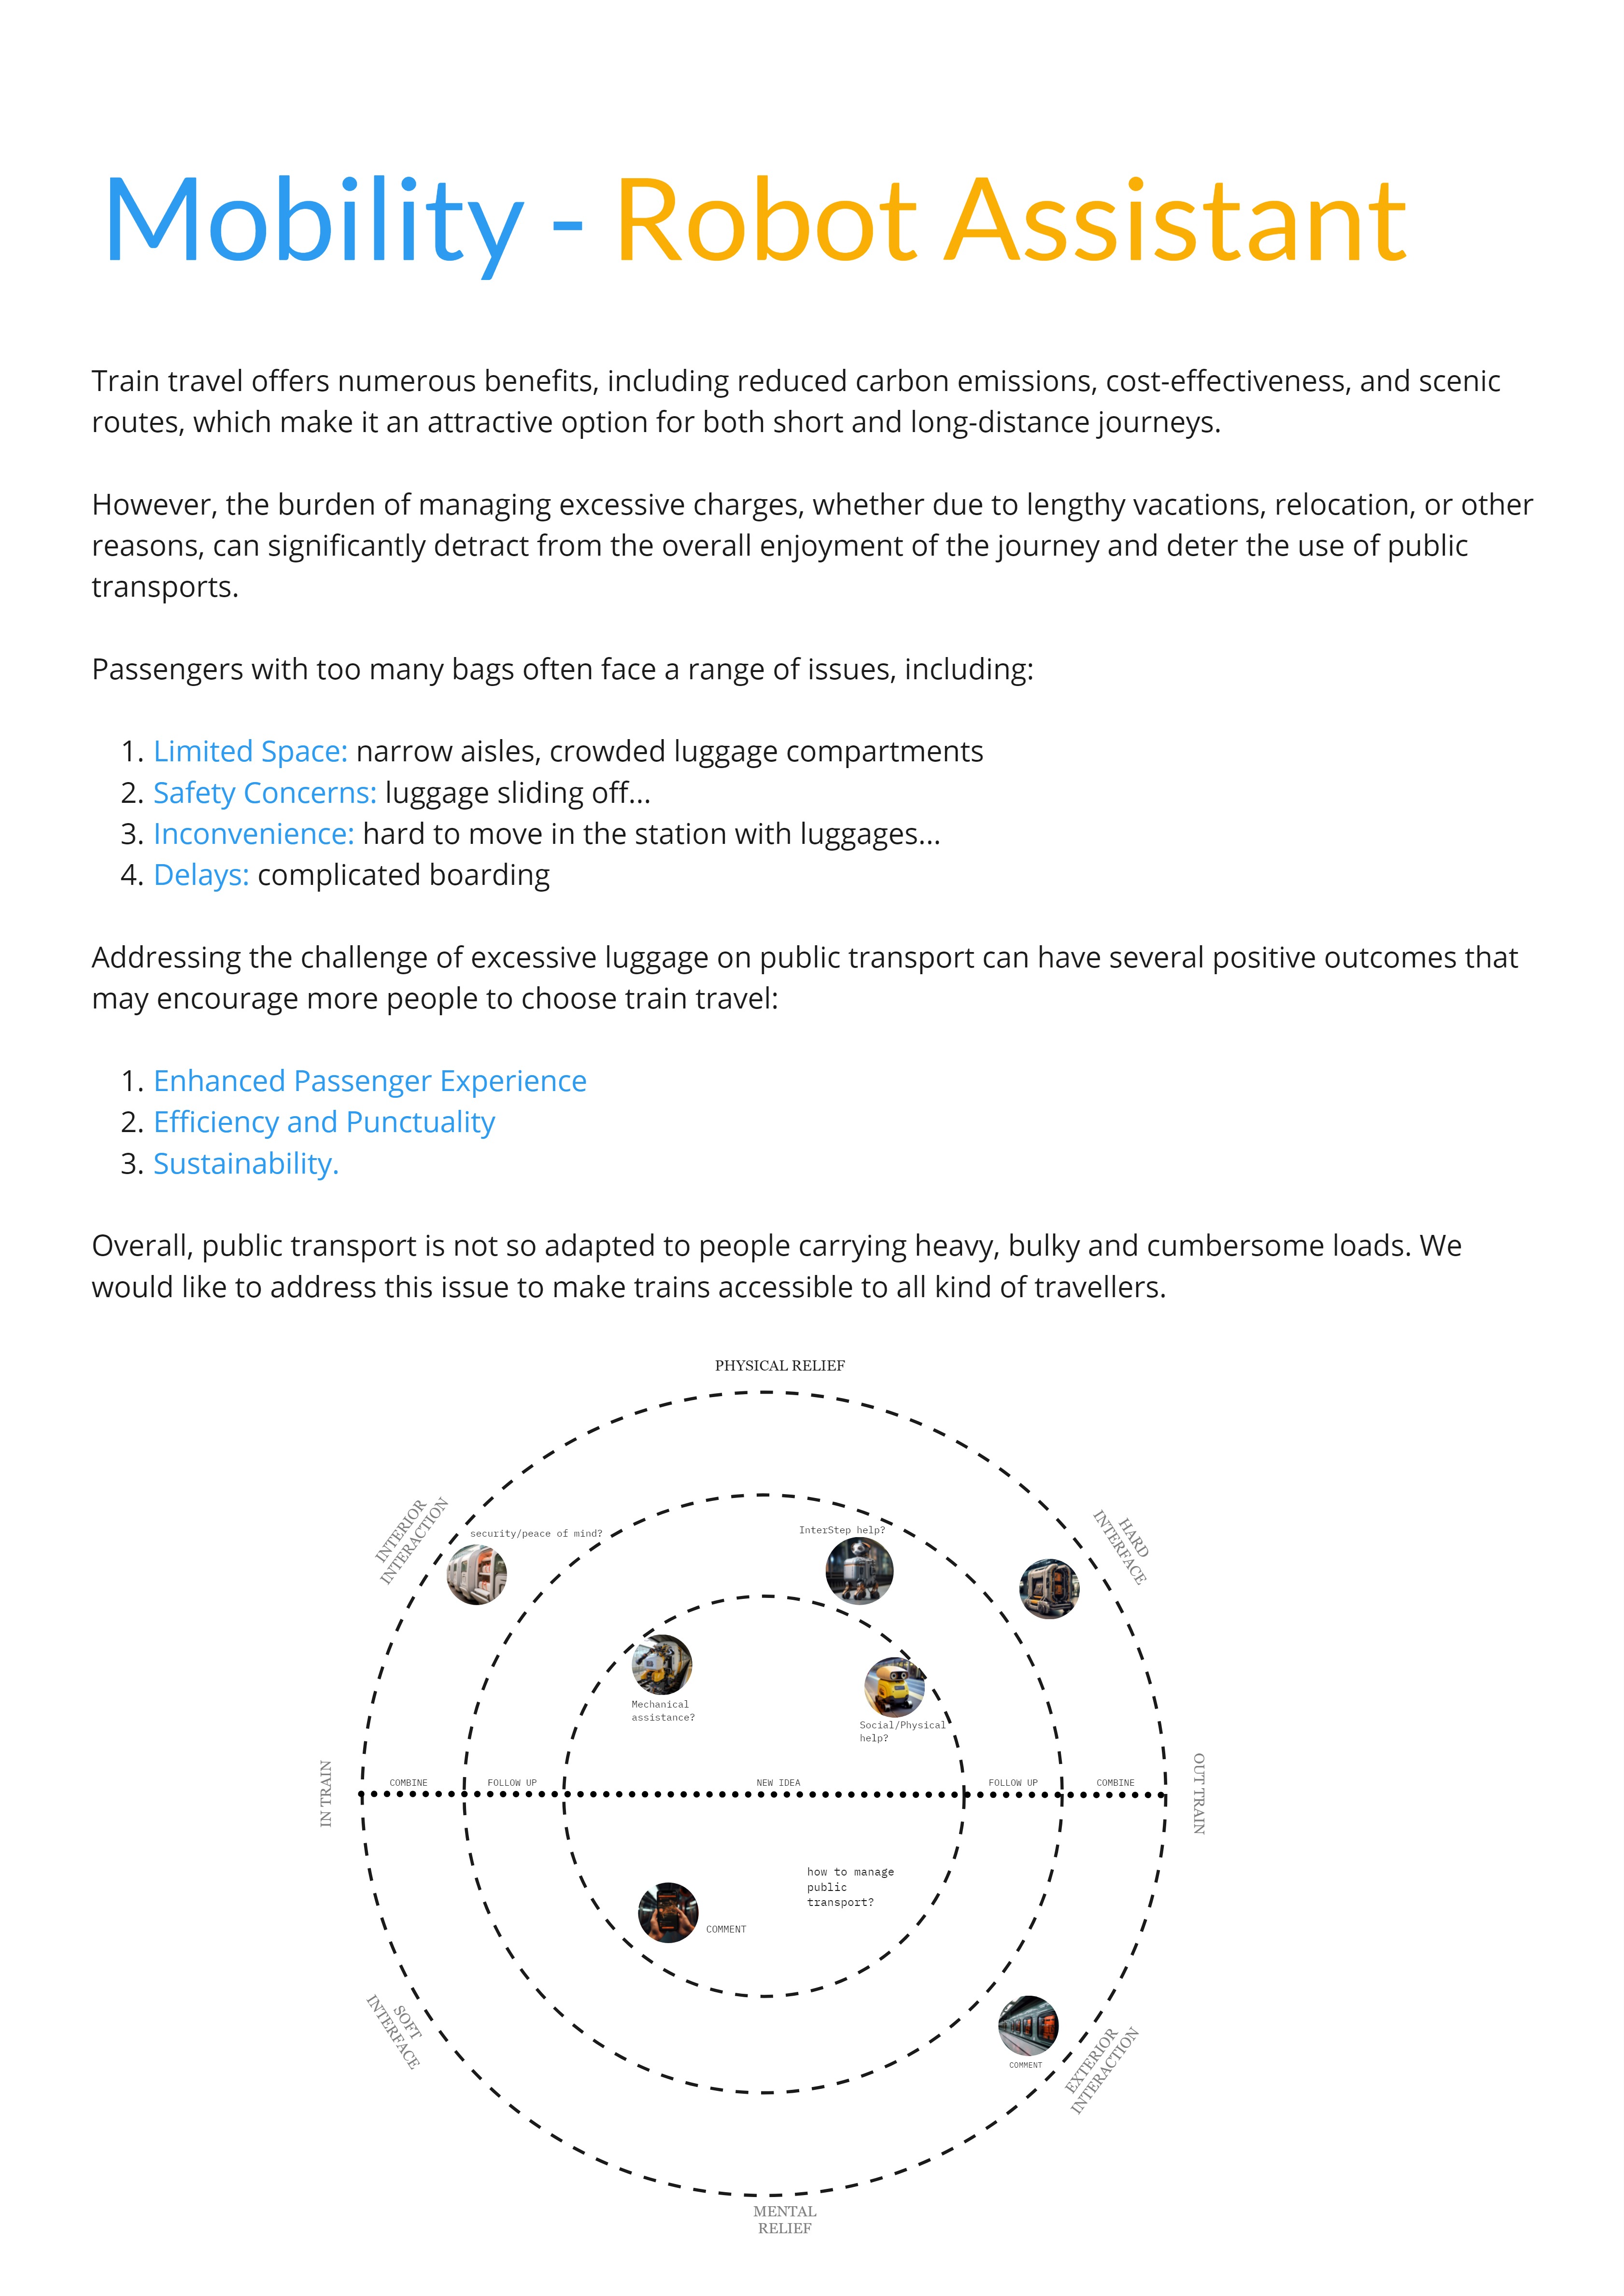 Mobility - Robot Assistant
Train travel offers numerous benefits, including reduced carbon emissions, cost-effectiveness, and scenic
routes, which make it an attractive option for both short and long-distance journeys.
However, the burden of managing excessive charges, whether due to lengthy vacations, relocation, or other
reasons, can significantly detract from the overall enjoyment of the journey and deter the use of public
transports.
Passengers with too many bags often face a range of issues, including:
1. Limited Space: narrow aisles, crowded luggage compartments
2. Safety Concerns: luggage sliding off...
3. Inconvenience: hard to move in the station with luggages...
4. Delays: complicated boarding
Addressing the challenge of excessive luggage on public transport can have several positive outcomes that
may encourage more people to choose train travel:
1. Enhanced Passenger Experience
2. Efficiency and Punctuality
3. Sustainability.
Overall, public transport is not so adapted to people carrying heavy, bulky and cumbersome loads. We
would like to address this issue to make trains accessible to all kind of travellers.
PHYSICAL RELIEF
INTERIOR
INTERACTION
security/peace of mind?
InterStep help?
HARD
INTERFACE
Mechanical
assistance?
Social/Physical
help?
IN TRAIN
COMBINE
FOLLOW UP
NEW IDEA
FOLLOW UP
COMBINE
OUT TRAIN
how to manage
public
transport?
COMMENT
SOFT
INTERFACE
COMMENT
EXTERIOR
INTERACTION
MENTAL
RELIEF